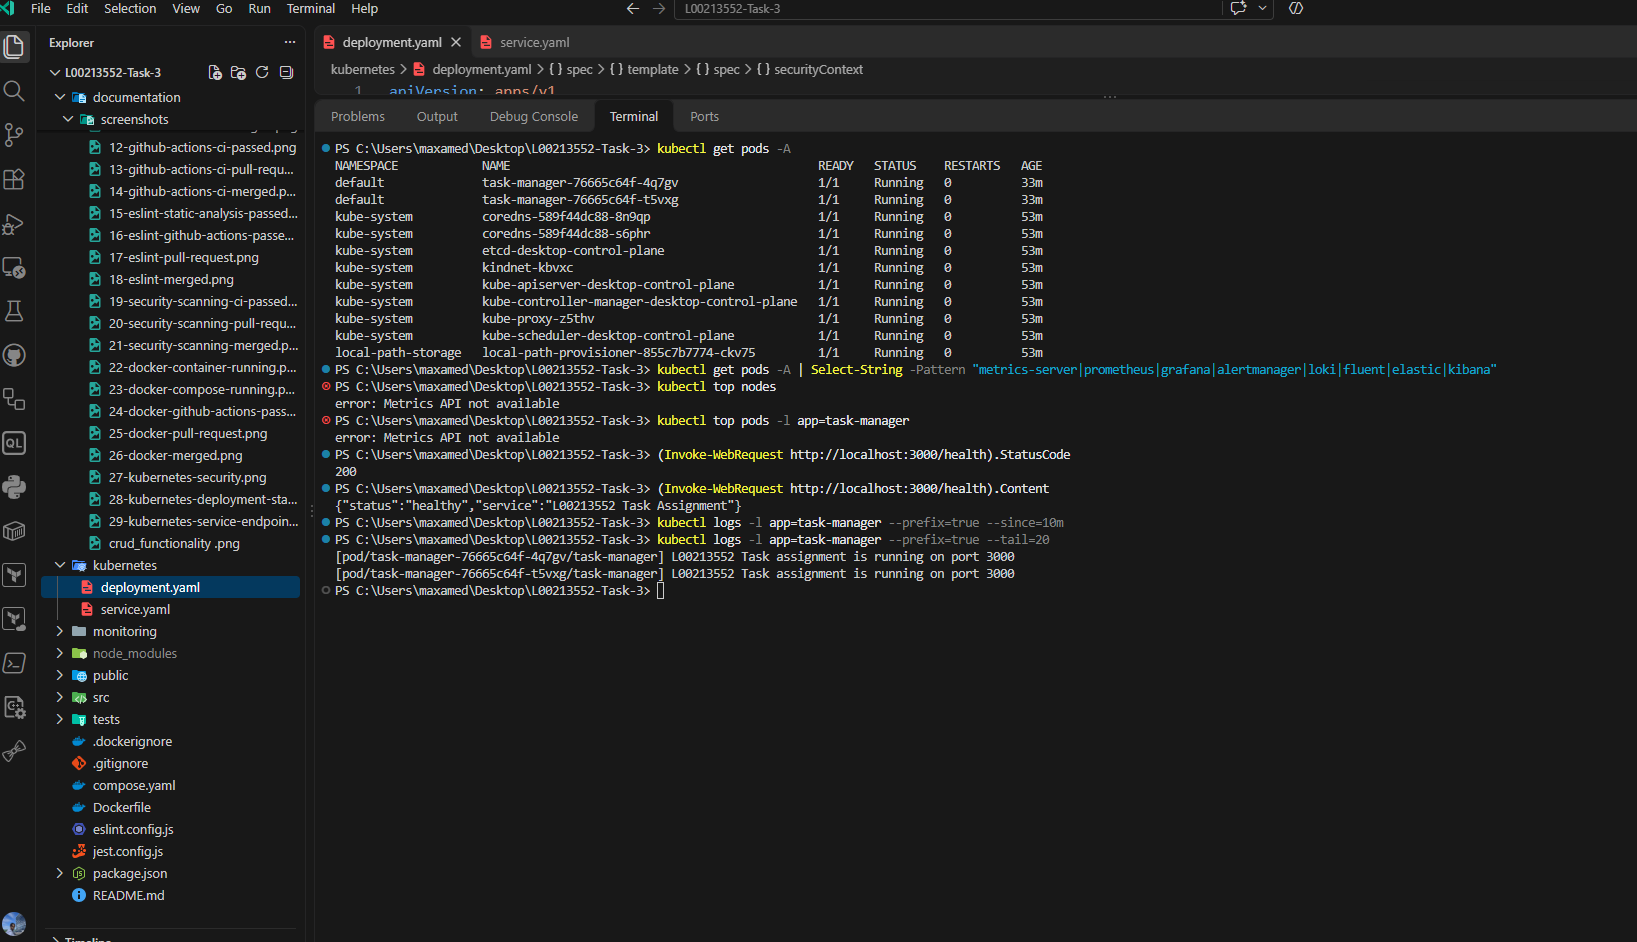 File Edit Selection View Go Run Terminal Help
L00213552-Task-3
Explorer
L00213552-Task-3
documentation
screenshots
12-github-actions-ci-passed.png
13-github-actions-ci-pull-requ...
14-github-actions-ci-merged.p...
15-eslint-static-analysis-passed...
16-eslint-github-actions-passe...
17-eslint-pull-request.png
18-eslint-merged.png
19-security-scanning-ci-passed...
20-security-scanning-pull-requ...
21-security-scanning-merged.p...
22-docker-container-running.p...
23-docker-compose-running.p...
24-docker-github-actions-pass...
25-docker-pull-request.png
26-docker-merged.png
27-kubernetes-security.png
28-kubernetes-deployment-sta...
29-kubernetes-service-endpoin...
crud_functionality .png
kubernetes
deployment.yaml
service.yaml
monitoring
node_modules
public
src
tests
.dockerignore
.gitignore
compose.yaml
Dockerfile
eslint.config.js
jest.config.js
package.json
README.md
Timeline
deployment.yaml service.yaml
kubernetes > deployment.yaml > {} spec > {} template > {} spec > {} securityContext
1 apiVersion: apps/v1
Problems Output Debug Console Terminal Ports
PS C:\Users\maxamed\Desktop\L00213552-Task-3> kubectl get pods -A
NAMESPACE NAME READY STATUS RESTARTS AGE
default task-manager-76665c64f-4q7gv 1/1 Running 0 33m
default task-manager-76665c64f-t5vxg 1/1 Running 0 33m
kube-system coredns-589f44dc88-8n9qp 1/1 Running 0 53m
kube-system coredns-589f44dc88-s6phr 1/1 Running 0 53m
kube-system etcd-desktop-control-plane 1/1 Running 0 53m
kube-system kindnet-kbvxc 1/1 Running 0 53m
kube-system kube-apiserver-desktop-control-plane 1/1 Running 0 53m
kube-system kube-controller-manager-desktop-control-plane 1/1 Running 0 53m
kube-system kube-proxy-z5thv 1/1 Running 0 53m
kube-system kube-scheduler-desktop-control-plane 1/1 Running 0 53m
local-path-storage local-path-provisioner-855c7b7774-ckv75 1/1 Running 0 53m
PS C:\Users\maxamed\Desktop\L00213552-Task-3> kubectl get pods -A | Select-String -Pattern "metrics-server|prometheus|grafana|alertmanager|loki|fluent|elastic|kibana"
PS C:\Users\maxamed\Desktop\L00213552-Task-3> kubectl top nodes
error: Metrics API not available
PS C:\Users\maxamed\Desktop\L00213552-Task-3> kubectl top pods -l app=task-manager
error: Metrics API not available
PS C:\Users\maxamed\Desktop\L00213552-Task-3> (Invoke-WebRequest http://localhost:3000/health).StatusCode
200
PS C:\Users\maxamed\Desktop\L00213552-Task-3> (Invoke-WebRequest http://localhost:3000/health).Content
{"status":"healthy","service":"L00213552 Task Assignment"}
PS C:\Users\maxamed\Desktop\L00213552-Task-3> kubectl logs -l app=task-manager --prefix=true --since=10m
PS C:\Users\maxamed\Desktop\L00213552-Task-3> kubectl logs -l app=task-manager --prefix=true --tail=20
[pod/task-manager-76665c64f-4q7gv/task-manager] L00213552 Task assignment is running on port 3000
[pod/task-manager-76665c64f-t5vxg/task-manager] L00213552 Task assignment is running on port 3000
PS C:\Users\maxamed\Desktop\L00213552-Task-3>